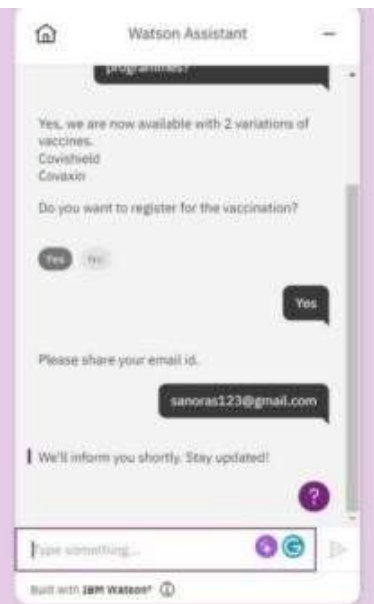 Watson Assistant
programmes?
Yes, we are now available with 2 variations of
vaccines.
Covishield
Covaxin
Do you want to register for the vaccination?
Yes
No
Yes
Please share your email id.
sanoras123@gmail.com
We'll inform you shortly. Stay updated!
?
Type something...
Built with IBM Watson®